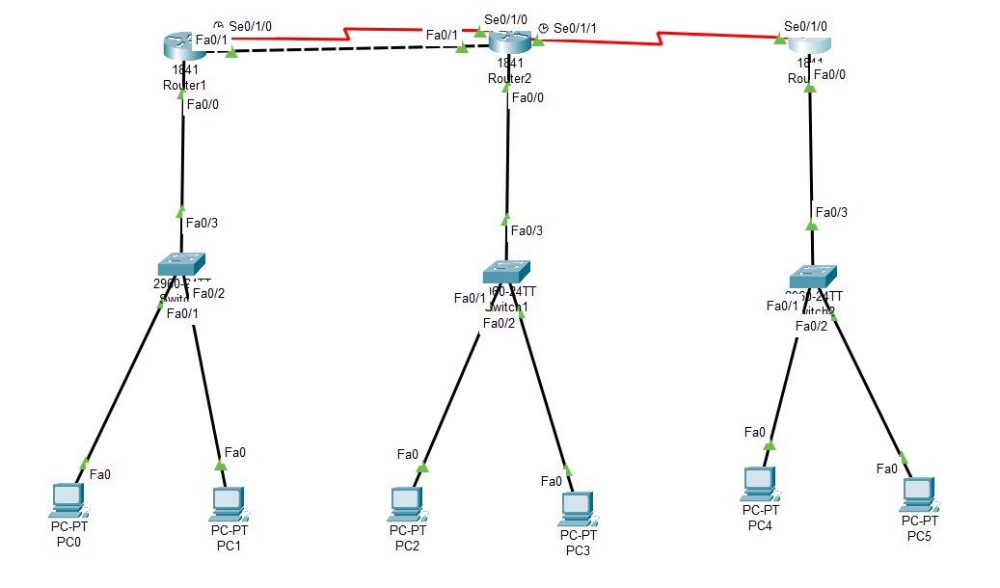 Se0/1/0
Fa0/1
1841
Router1
Fa0/0
Fa0/3
Fa0/2
Fa0/1
Fa0
PC-PT
PC0
Fa0
PC-PT
PC1
Se0/1/0
Fa0/1
Se0/1/1
1841
Router2
Fa0/0
Fa0/3
Fa0/1
Fa0/2
Fa0
PC-PT
PC2
Fa0
PC-PT
PC3
Se0/1/0
Fa0/0
Fa0/3
Fa0/1
Fa0/2
Fa0
PC-PT
PC4
Fa0
PC-PT
PC5